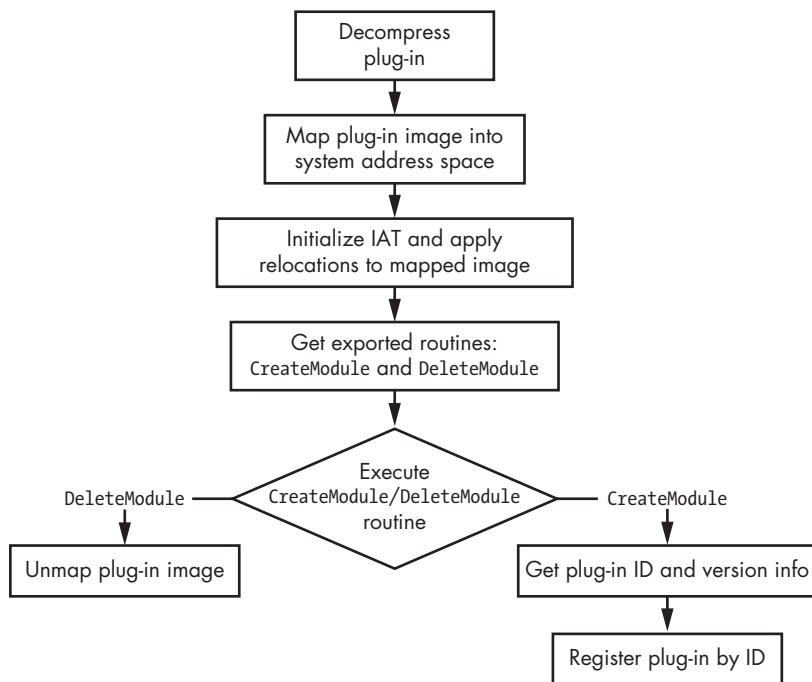 Decompress
plug-in
Map plug-in image into
system address space
Initialize IAT and apply
relocations to mapped image
Get exported routines:
CreateModule and DeleteModule
Execute
CreateModule/DeleteModule
routine
DeleteModule
CreateModule
Unmap plug-in image
Get plug-in ID and version info
Register plug-in by ID